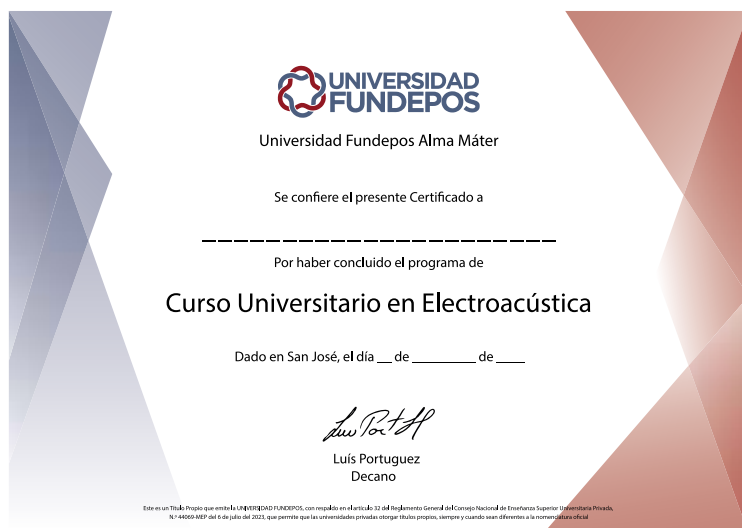 UNIVERSIDAD
FUNDEPOS
Universidad Fundepos Alma Máter
Se confiere el presente Certificado a
_______________________
Por haber concluido el programa de
Curso Universitario en Electroacústica
Dado en San José, el día __ de ________ de ____
Luís Portuguez
Decano
Este es un Título Propio que emite la UNIVERSIDAD FUNDEPOS, con respaldo en el artículo 32 del Reglamento General del Consejo Nacional de Enseñanza Superior Universitaria Privada,
N.º 44069-MEP del 6 de julio del 2023, que permite que las universidades privadas otorgar títulos propios, siempre y cuando sean diferentes a la nomenclatura oficial